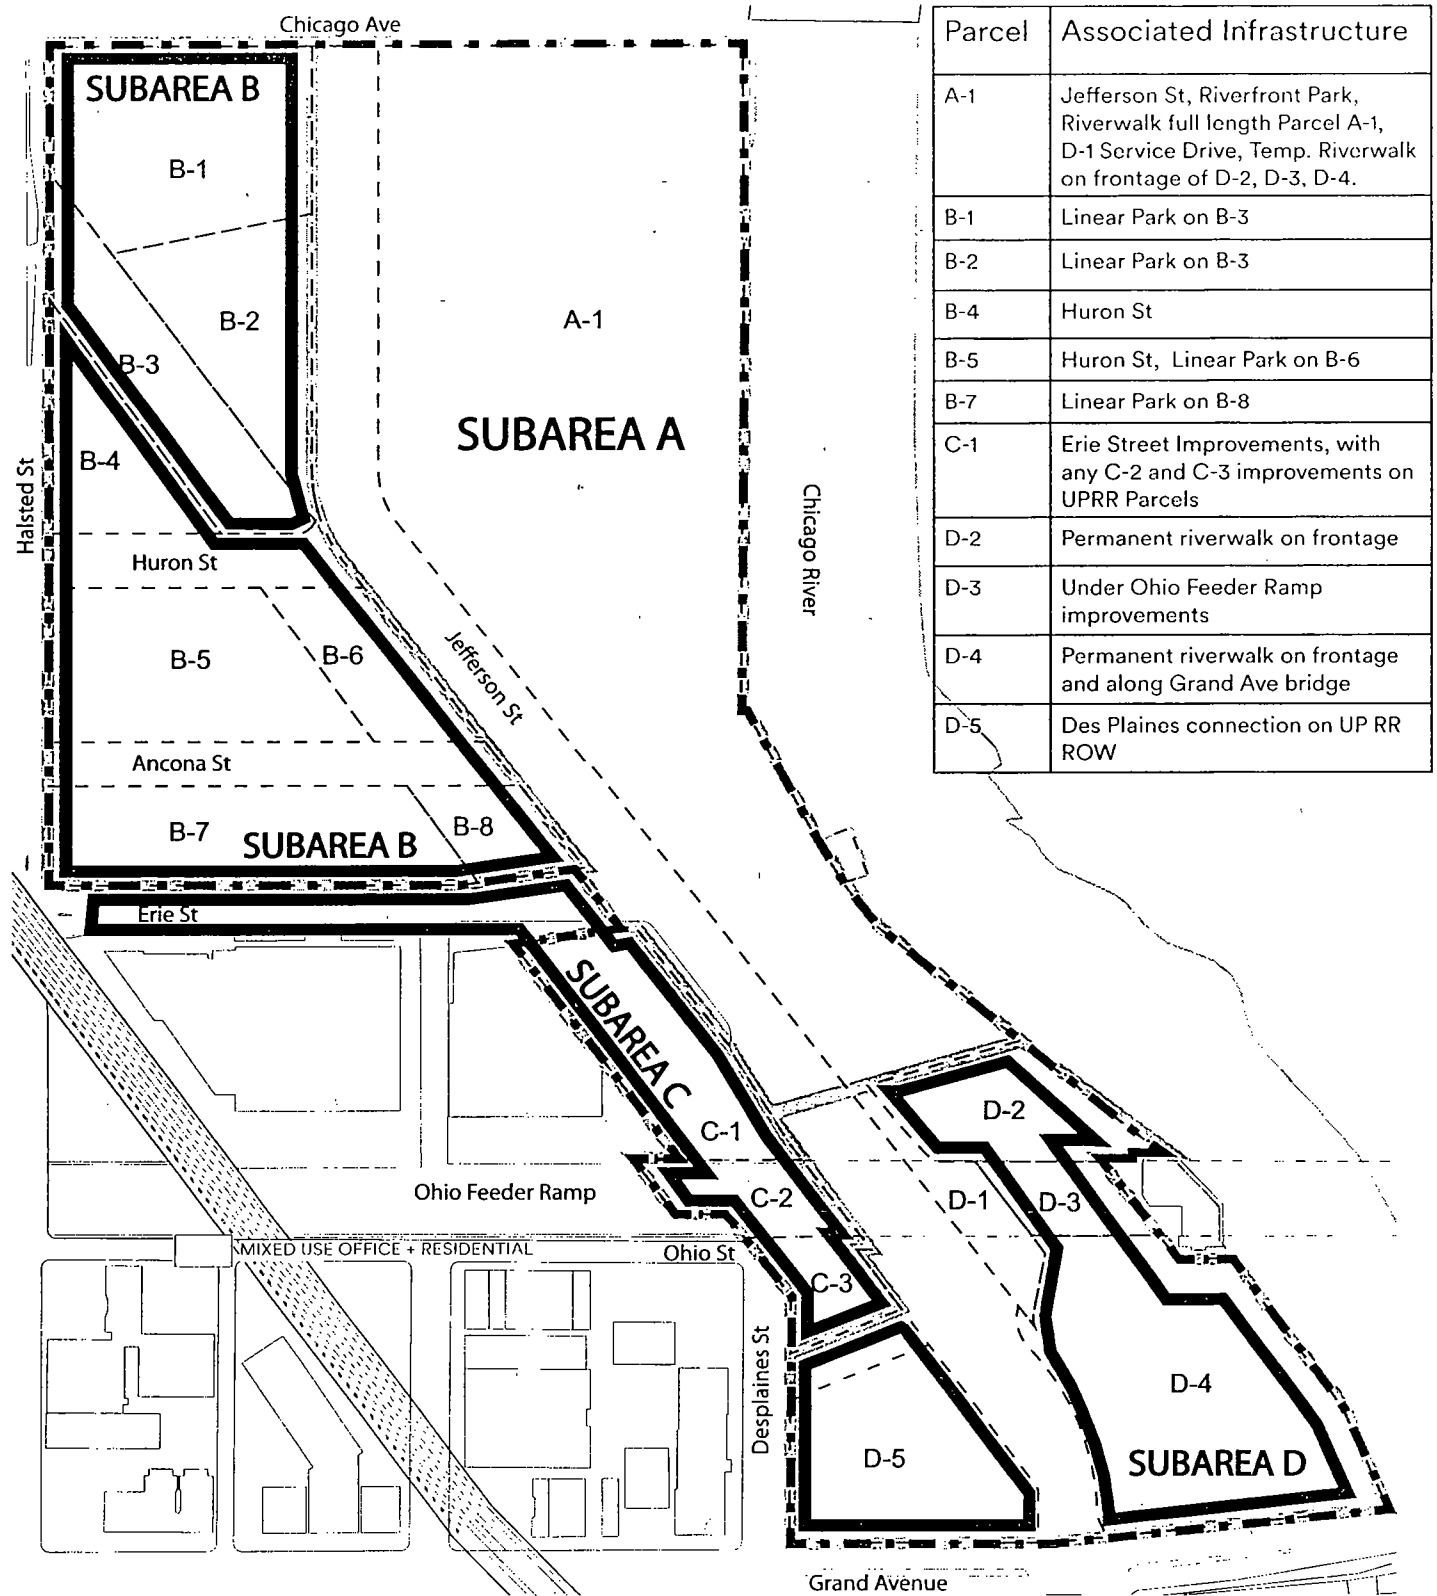 Chicago Ave
SUBAREA B
B-1
B-2
B-3
A-1
SUBAREA A
B-4
Halsted St
Huron St
Chicago River
B-5
B-6
Jefferson St
Ancona St
B-7
SUBAREA B
B-8
Erie St
SUBAREA C
C-1
C-2
C-3
Ohio Feeder Ramp
MIXED USE OFFICE + RESIDENTIAL
Ohio St
Desplaines St
D-2
D-1
D-3
D-4
SUBAREA D
D-5
Grand Avenue
Parcel Associated Infrastructure
A-1 Jefferson St, Riverfront Park,
Riverwalk full length Parcel A-1,
D-1 Service Drive, Temp. Riverwalk
on frontage of D-2, D-3, D-4.
B-1 Linear Park on B-3
B-2 Linear Park on B-3
B-4 Huron St
B-5 Huron St, Linear Park on B-6
B-7 Linear Park on B-8
C-1 Erie Street Improvements, with
any C-2 and C-3 improvements on
UPRR Parcels
D-2 Permanent riverwalk on frontage
D-3 Under Ohio Feeder Ramp
improvements
D-4 Permanent riverwalk on frontage
and along Grand Ave bridge
D-5 Des Plaines connection on UP RR
ROW